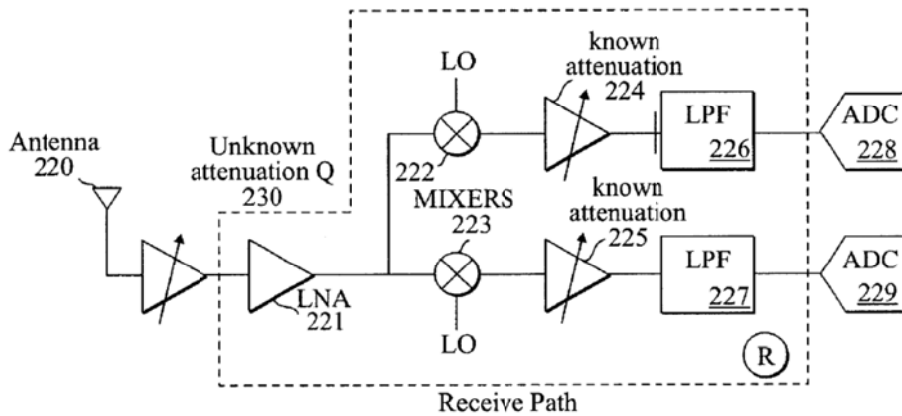 LO
known
attenuation
224
LPF
226
ADC
228
Antenna
220
Unknown
attenuation Q
230
222
MIXERS
223
known
attenuation
225
LPF
227
ADC
229
LNA
221
LO
R
Receive Path